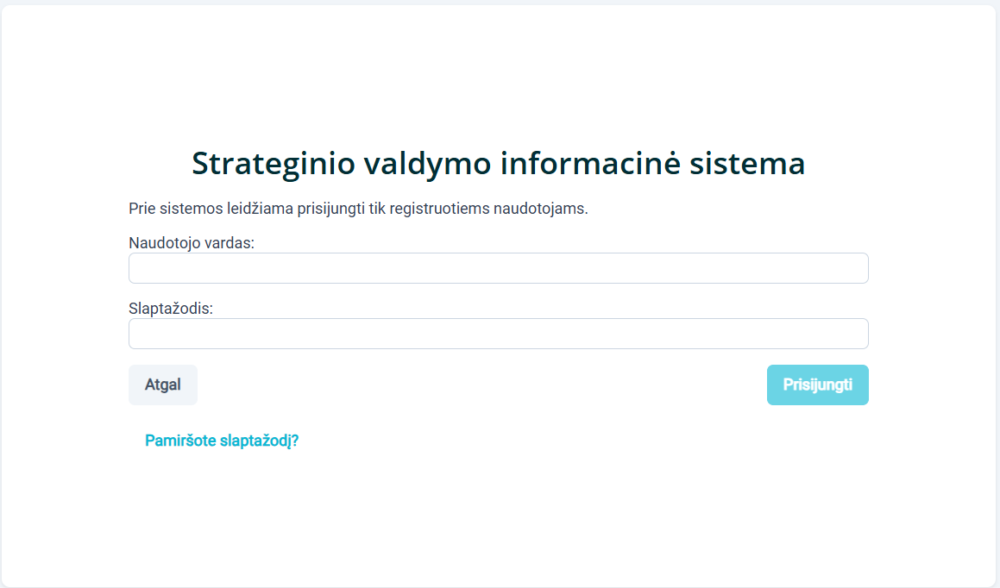 Strateginio valdymo informacinė sistema
Prie sistemos leidžiama prisijungti tik registruotiems naudotojams.
Naudotojo vardas:
Slaptažodis:
Atgal
Prisijungti
Pamiršote slaptažodį?